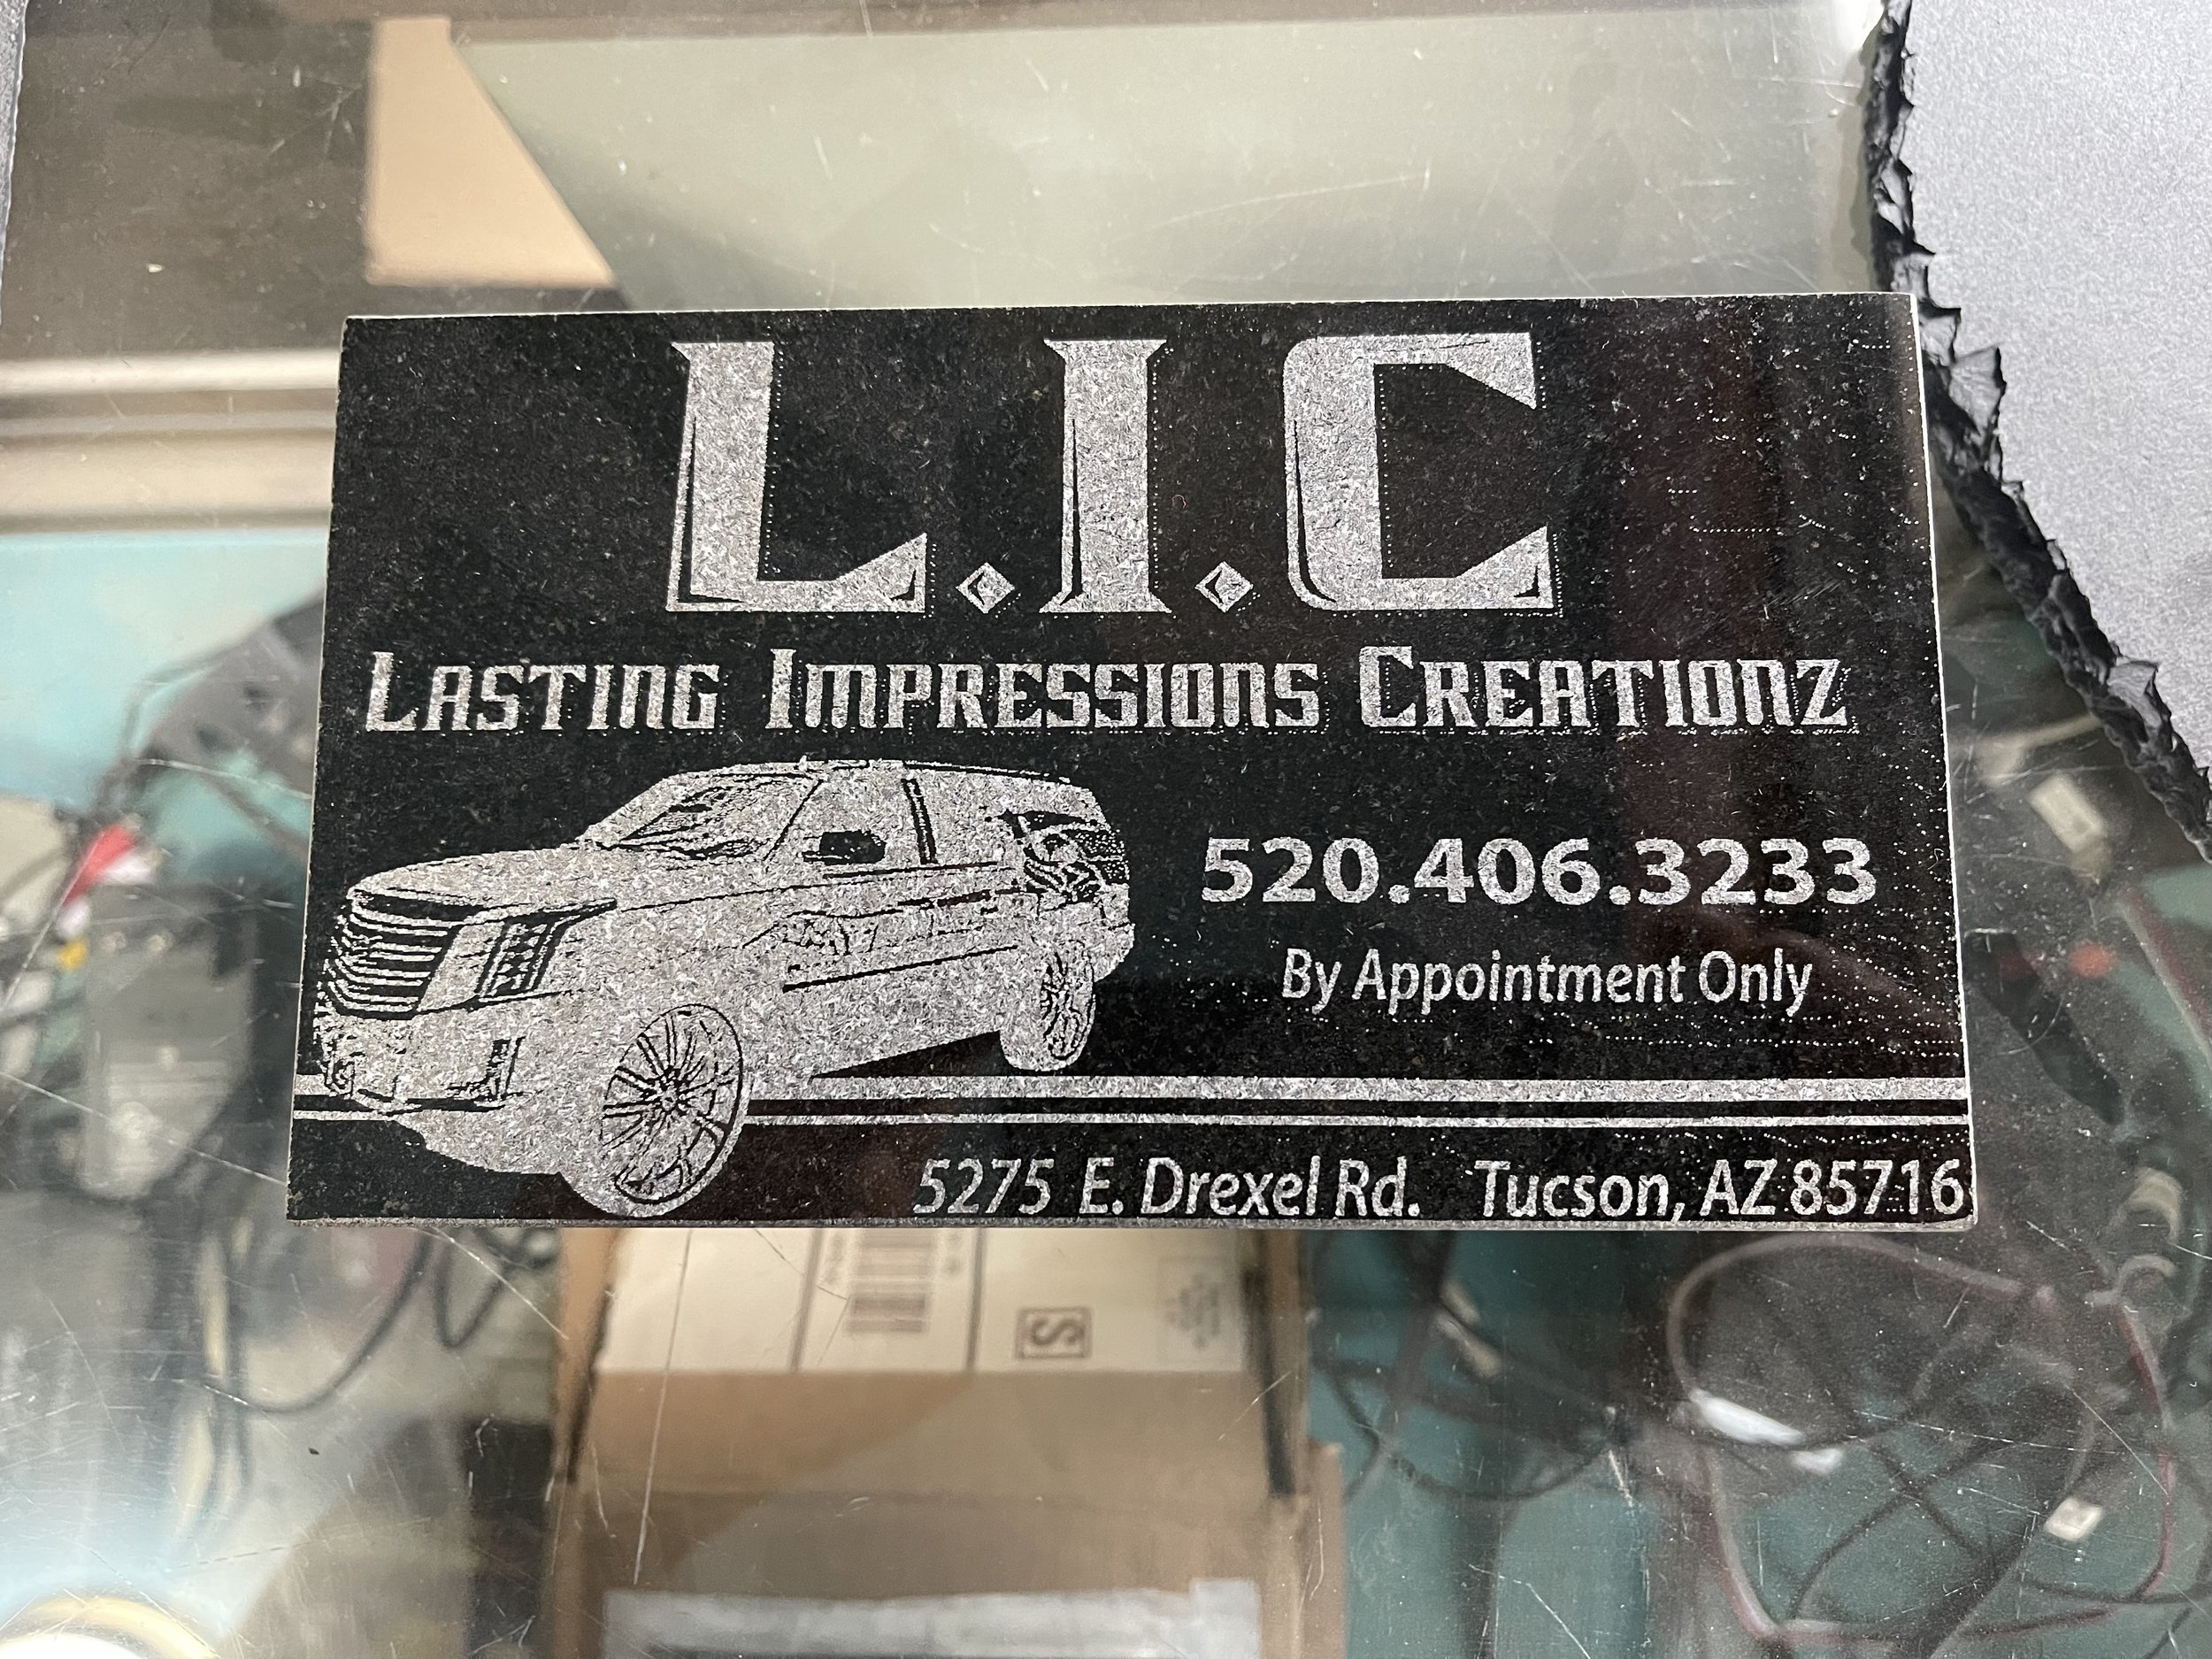 L.I.C
Lasting Impressions Creationz
520.406.3233
By Appointment Only
5275 E. Drexel Rd. Tucson, AZ 85716
S